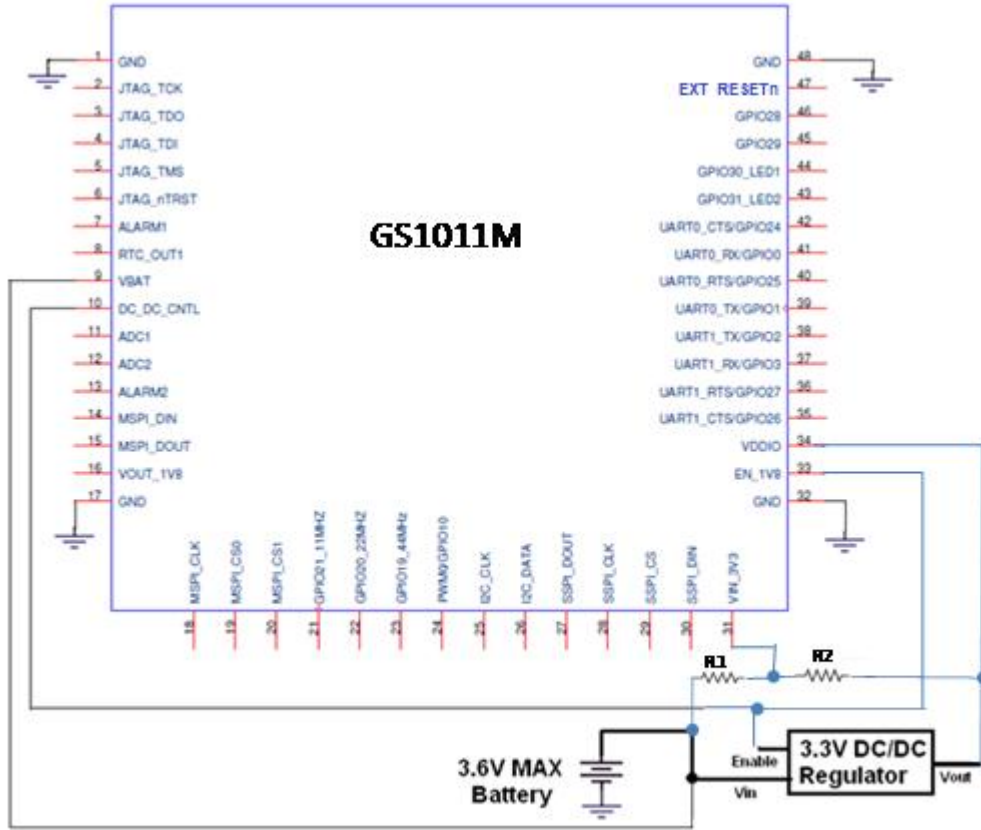 GS1011M
1 GND
2 JTAG_TCK
3 JTAG_TDO
4 JTAG_TDI
5 JTAG_TMS
6 JTAG_nTRST
7 ALARM1
8 RTC_OUT1
9 VBAT
10 DC_DC_CNTL
11 ADC1
12 ADC2
13 ALARM2
14 MSPI_DIN
15 MSPI_DOUT
16 VOUT_1V8
17 GND
18 MSPI_CLK
19 MSPI_CS0
20 MSPI_CS1
21 GPIO21_11MHZ
22 GPIO20_22MHZ
23 GPIO19_44MHz
24 PWM0/GPIO10
25 I2C_CLK
26 I2C_DATA
27 SSPI_DOUT
28 SSPI_CLK
29 SSPI_CS
30 SSPI_DIN
31 VIN_3V3
GND 48
EXT RESETn 47
GPIO28 46
GPIO29 45
GPIO30_LED1 44
GPIO31_LED2 43
UART0_CTS/GPIO24 42
UART0_RX/GPIO0 41
UART0_RTS/GPIO25 40
UART0_TX/GPIO1 39
UART1_TX/GPIO2 38
UART1_RX/GPIO3 37
UART1_RTS/GPIO27 36
UART1_CTS/GPIO26 35
VDDIO 34
EN_1V8 33
GND 32
R1
R2
3.6V MAX
Battery
Enable
Vin
3.3V DC/DC
Regulator
Vout